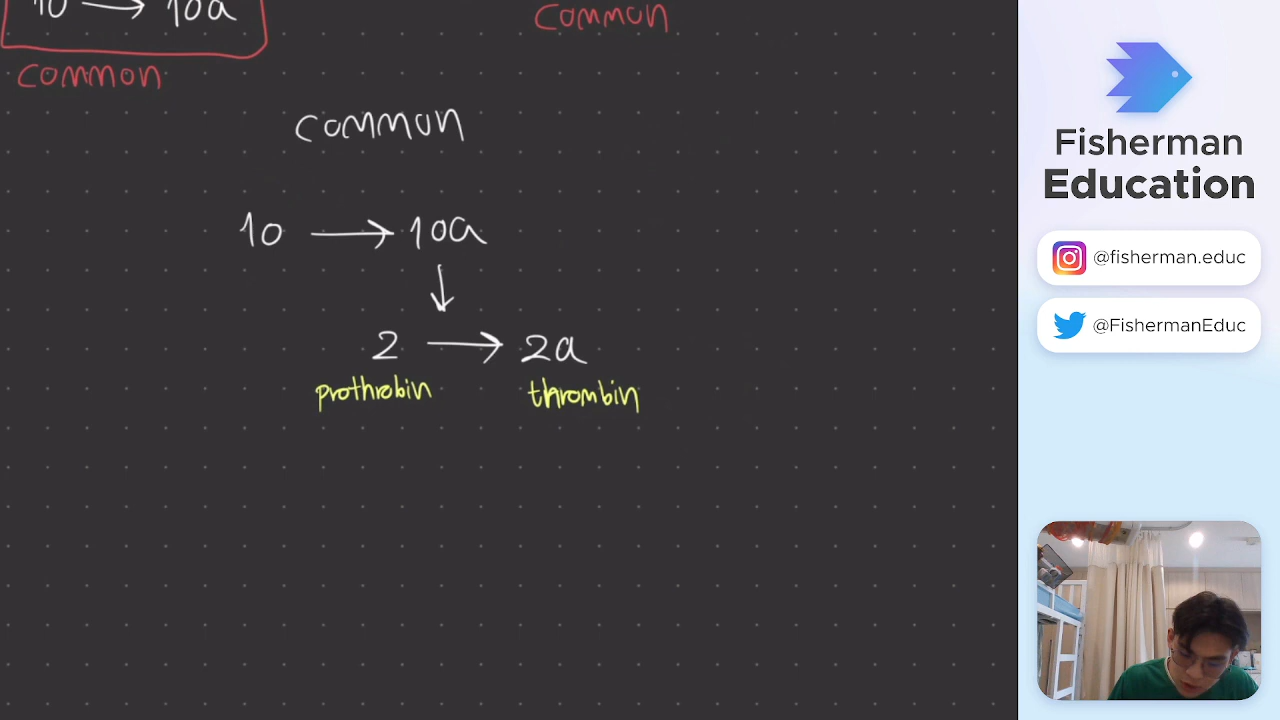 10 → 10a
common
common
common
10 → 10a
↓
2 → 2a
prothrobin
thrombin
Fisherman
Education
@fisherman.educ
@FishermanEduc